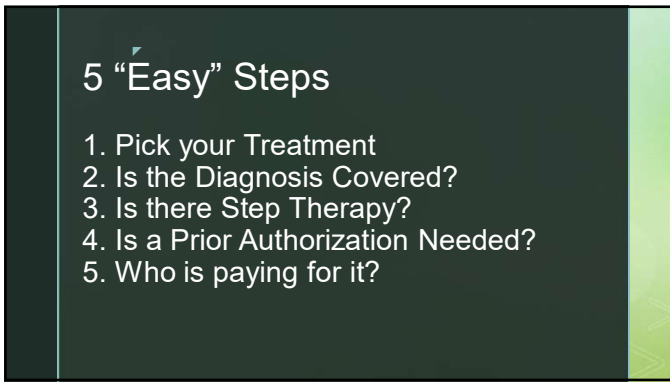 5 “Easy” Steps
1. Pick your Treatment
2. Is the Diagnosis Covered?
3. Is there Step Therapy?
4. Is a Prior Authorization Needed?
5. Who is paying for it?